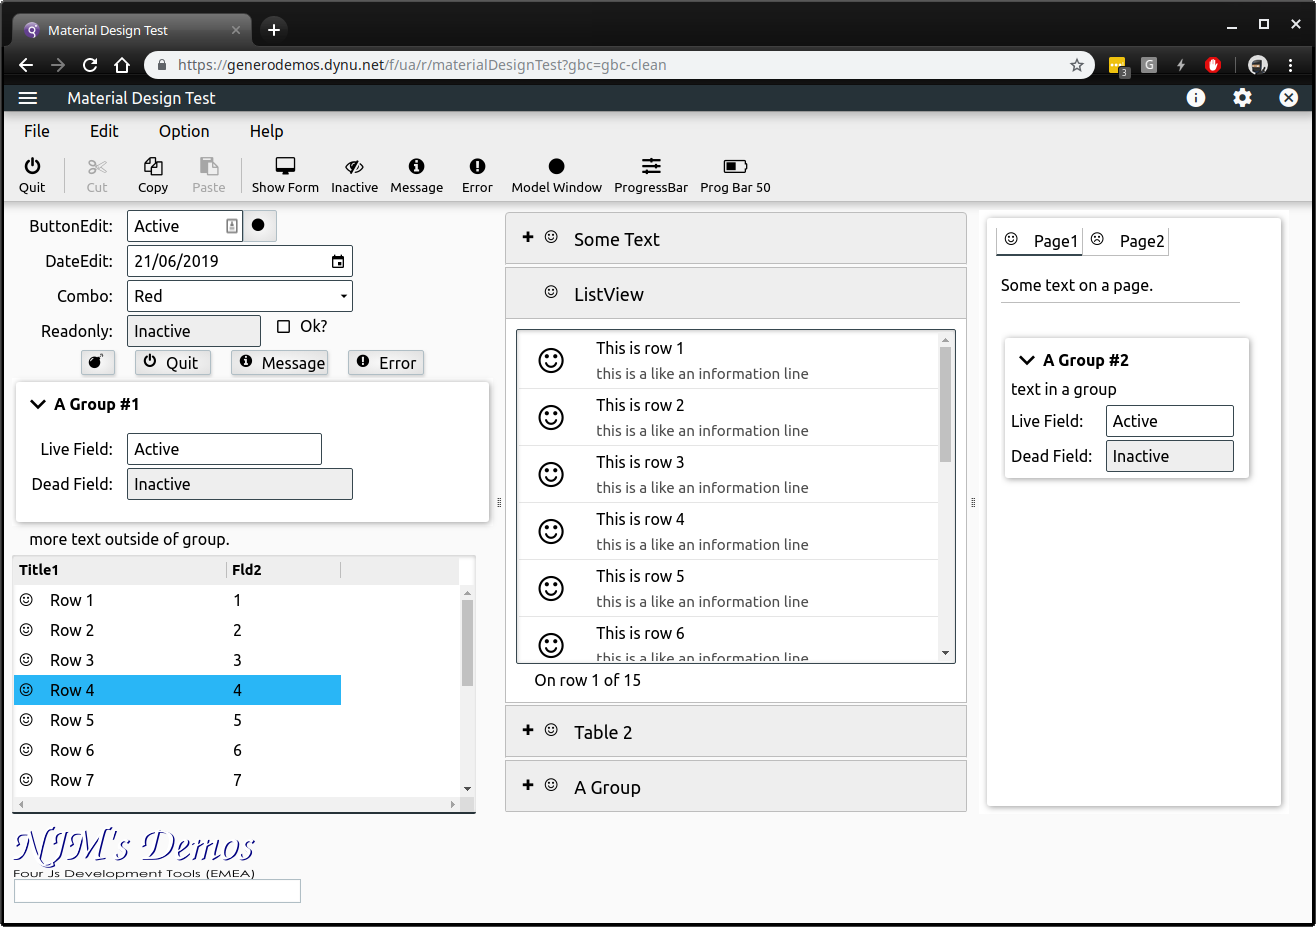 Material Design Test
https://generodemos.dynu.net/f/ua/r/materialDesignTest?gbc=gbc-clean
3
G
Material Design Test
File Edit Option Help
Quit Cut Copy Paste Show Form Inactive Message Error Model Window ProgressBar Prog Bar 50
ButtonEdit: Active
DateEdit: 21/06/2019
Combo: Red
Readonly: Inactive Ok?
Quit Message Error
A Group #1
Live Field: Active
Dead Field: Inactive
more text outside of group.
Title1 Fld2
Row 1 1
Row 2 2
Row 3 3
Row 4 4
Row 5 5
Row 6 6
Row 7 7
NJM's Demos
Four Js Development Tools (EMEA)
Some Text
ListView
This is row 1
this is a like an information line
This is row 2
this is a like an information line
This is row 3
this is a like an information line
This is row 4
this is a like an information line
This is row 5
this is a like an information line
This is row 6
this is a like an information line
On row 1 of 15
Table 2
A Group
Page1 Page2
Some text on a page.
A Group #2
text in a group
Live Field: Active
Dead Field: Inactive